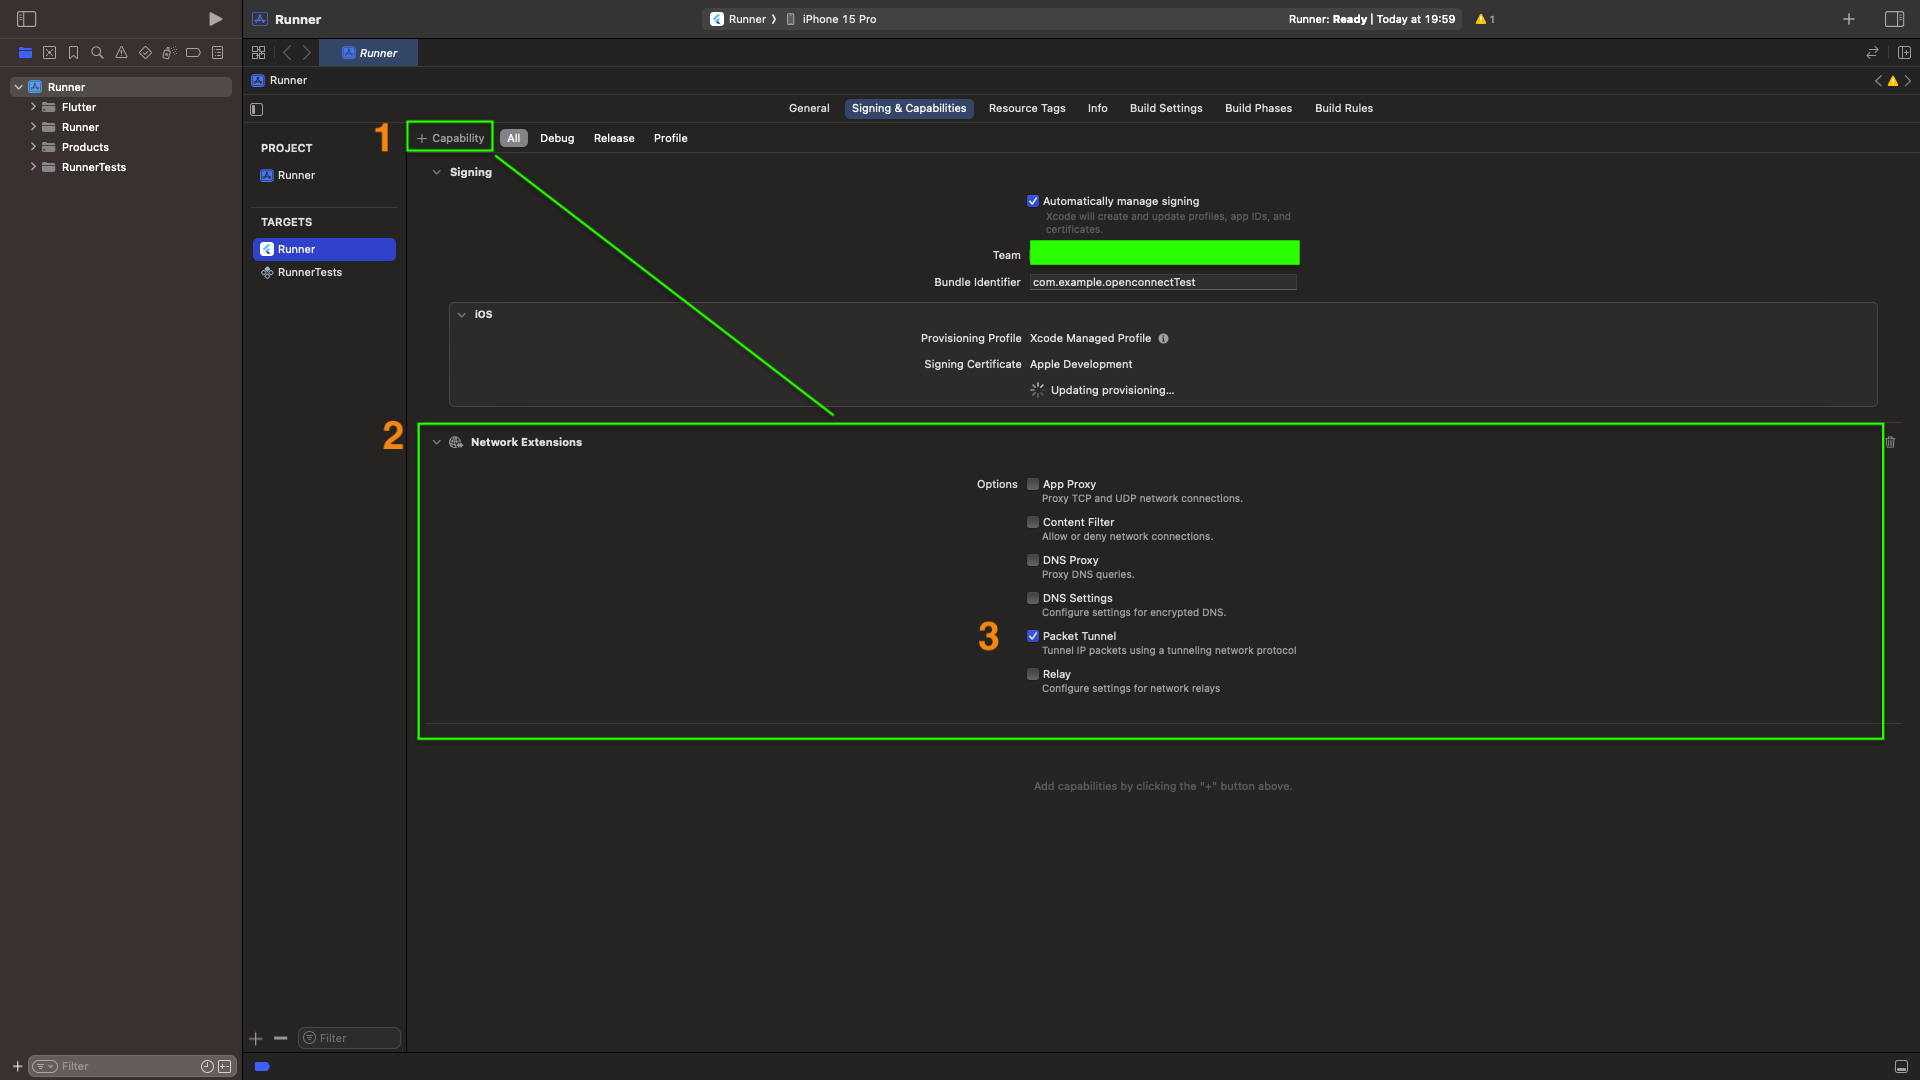 Runner
Runner ❯ iPhone 15 Pro
Runner: Ready | Today at 19:59
1
Runner
Runner
Runner
Flutter
Runner
Products
RunnerTests
General
Signing & Capabilities
Resource Tags
Info
Build Settings
Build Phases
Build Rules
1
+ Capability
All
Debug
Release
Profile
PROJECT
Runner
TARGETS
Runner
RunnerTests
Signing
Automatically manage signing
Xcode will create and update profiles, app IDs, and
certificates.
Team
Bundle Identifier com.example.openconnectTest
iOS
Provisioning Profile Xcode Managed Profile
Signing Certificate Apple Development
Updating provisioning...
2
Network Extensions
Options
App Proxy
Proxy TCP and UDP network connections.
Content Filter
Allow or deny network connections.
DNS Proxy
Proxy DNS queries.
DNS Settings
Configure settings for encrypted DNS.
3
Packet Tunnel
Tunnel IP packets using a tunneling network protocol
Relay
Configure settings for network relays
Add capabilities by clicking the "+" button above.
Filter
Filter